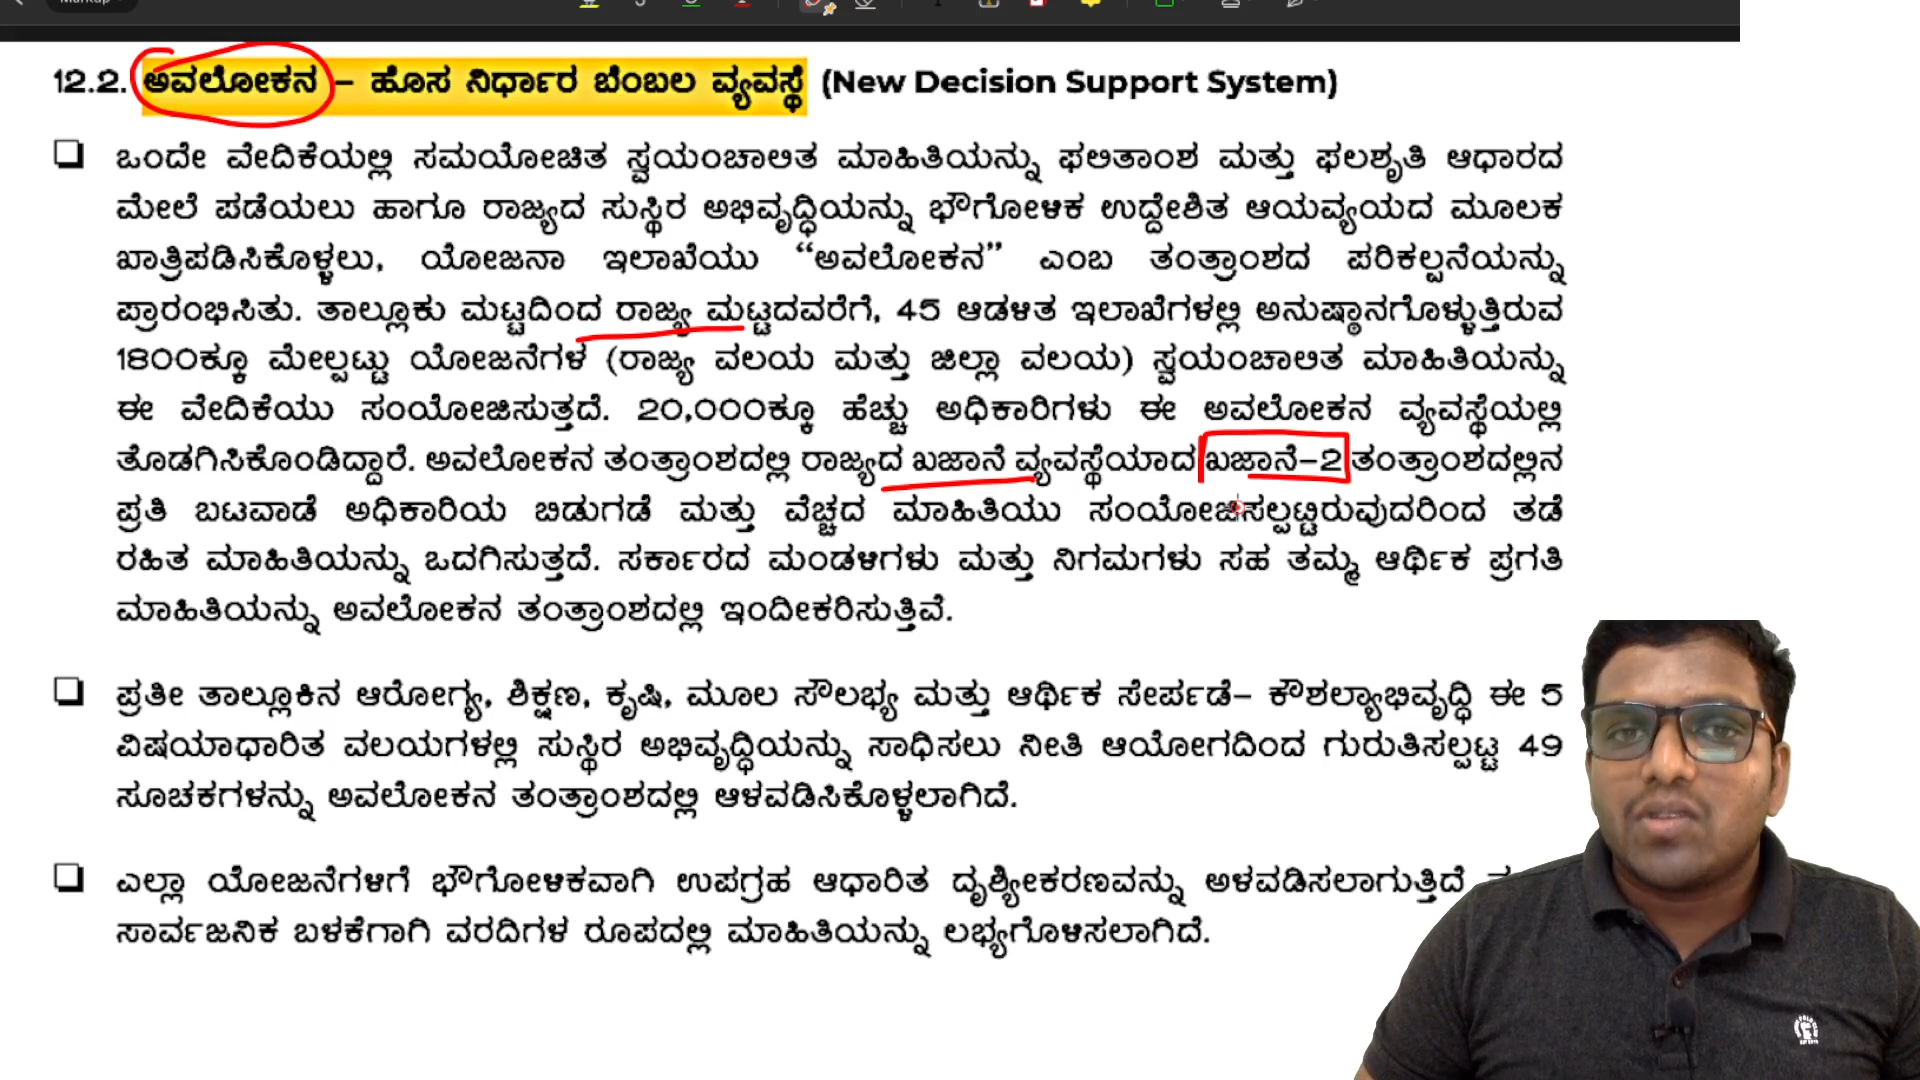 12.2. ಅವಲೋಕನ – ಹೊಸ ನಿರ್ಧಾರ ಬೆಂಬಲ ವ್ಯವಸ್ಥೆ (New Decision Support System)
ಒಂದೇ ವೇದಿಕೆಯಲ್ಲಿ ಸಮಯೋಚಿತ ಸ್ವಯಂಚಾಲಿತ ಮಾಹಿತಿಯನ್ನು ಫಲಿತಾಂಶ ಮತ್ತು ಫಲಶೃತಿ ಆಧಾರದ
ಮೇಲೆ ಪಡೆಯಲು ಹಾಗೂ ರಾಜ್ಯದ ಸುಸ್ಥಿರ ಅಭಿವೃದ್ಧಿಯನ್ನು ಭೌಗೋಳಿಕ ಉದ್ದೇಶಿತ ಆಯವ್ಯಯದ ಮೂಲಕ
ಖಾತ್ರಿಪಡಿಸಿಕೊಳ್ಳಲು, ಯೋಜನಾ ಇಲಾಖೆಯು “ಅವಲೋಕನ” ಎಂಬ ತಂತ್ರಾಂಶದ ಪರಿಕಲ್ಪನೆಯನ್ನು
ಪ್ರಾರಂಭಿಸಿತು. ತಾಲ್ಲೂಕು ಮಟ್ಟದಿಂದ ರಾಜ್ಯ ಮಟ್ಟದವರೆಗೆ, 45 ಆಡಳಿತ ಇಲಾಖೆಗಳಲ್ಲಿ ಅನುಷ್ಠಾನಗೊಳ್ಳುತ್ತಿರುವ
1800ಕ್ಕೂ ಮೇಲ್ಪಟ್ಟು ಯೋಜನೆಗಳ (ರಾಜ್ಯ ವಲಯ ಮತ್ತು ಜಿಲ್ಲಾ ವಲಯ) ಸ್ವಯಂಚಾಲಿತ ಮಾಹಿತಿಯನ್ನು
ಈ ವೇದಿಕೆಯು ಸಂಯೋಜಿಸುತ್ತದೆ. 20,000ಕ್ಕೂ ಹೆಚ್ಚು ಅಧಿಕಾರಿಗಳು ಈ ಅವಲೋಕನ ವ್ಯವಸ್ಥೆಯಲ್ಲಿ
ತೊಡಗಿಸಿಕೊಂಡಿದ್ದಾರೆ. ಅವಲೋಕನ ತಂತ್ರಾಂಶದಲ್ಲಿ ರಾಜ್ಯದ ಖಜಾನೆ ವ್ಯವಸ್ಥೆಯಾದ ಖಜಾನೆ–2 ತಂತ್ರಾಂಶದಲ್ಲಿನ
ಪ್ರತಿ ಬಟವಾಡೆ ಅಧಿಕಾರಿಯ ಬಿಡುಗಡೆ ಮತ್ತು ವೆಚ್ಚದ ಮಾಹಿತಿಯು ಸಂಯೋಜಿಸಲ್ಪಟ್ಟಿರುವುದರಿಂದ ತಡೆ
ರಹಿತ ಮಾಹಿತಿಯನ್ನು ಒದಗಿಸುತ್ತದೆ. ಸರ್ಕಾರದ ಮಂಡಳಿಗಳು ಮತ್ತು ನಿಗಮಗಳು ಸಹ ತಮ್ಮ ಆರ್ಥಿಕ ಪ್ರಗತಿ
ಮಾಹಿತಿಯನ್ನು ಅವಲೋಕನ ತಂತ್ರಾಂಶದಲ್ಲಿ ಇಂದೀಕರಿಸುತ್ತಿವೆ.
ಪ್ರತೀ ತಾಲ್ಲೂಕಿನ ಆರೋಗ್ಯ, ಶಿಕ್ಷಣ, ಕೃಷಿ, ಮೂಲ ಸೌಲಭ್ಯ ಮತ್ತು ಆರ್ಥಿಕ ಸೇರ್ಪಡೆ– ಕೌಶಲ್ಯಾಭಿವೃದ್ಧಿ ಈ 5
ವಿಷಯಾಧಾರಿತ ವಲಯಗಳಲ್ಲಿ ಸುಸ್ಥಿರ ಅಭಿವೃದ್ಧಿಯನ್ನು ಸಾಧಿಸಲು ನೀತಿ ಆಯೋಗದಿಂದ ಗುರುತಿಸಲ್ಪಟ್ಟ 49
ಸೂಚಕಗಳನ್ನು ಅವಲೋಕನ ತಂತ್ರಾಂಶದಲ್ಲಿ ಆಳವಡಿಸಿಕೊಳ್ಳಲಾಗಿದೆ.
ಎಲ್ಲಾ ಯೋಜನೆಗಳಿಗೆ ಭೌಗೋಳಿಕವಾಗಿ ಉಪಗ್ರಹ ಆಧಾರಿತ ದೃಶ್ಯೀಕರಣವನ್ನು ಅಳವಡಿಸಲಾಗುತ್ತಿದೆ
ಸಾರ್ವಜನಿಕ ಬಳಕೆಗಾಗಿ ವರದಿಗಳ ರೂಪದಲ್ಲಿ ಮಾಹಿತಿಯನ್ನು ಲಭ್ಯಗೊಳಿಸಲಾಗಿದೆ.